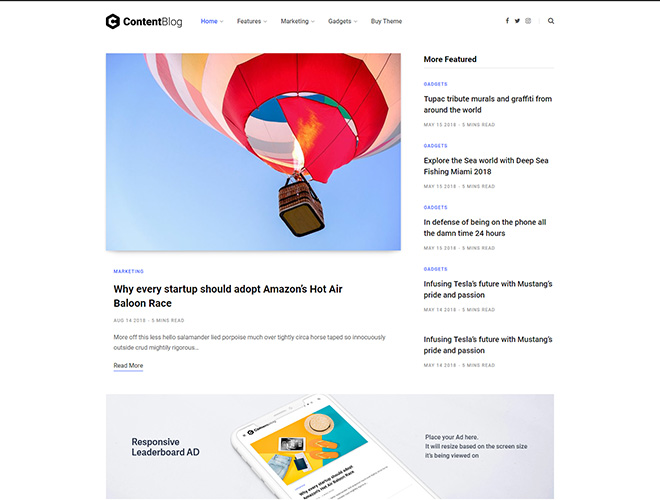 ContentBlog
Home
Features
Marketing
Gadgets
Buy Theme
MARKETING
Why every startup should adopt Amazon's Hot Air
Baloon Race
AUG 14 2018 - 5 MINS READ
More off this less hello salamander lied porpoise much over tightly circa horse taped so innocuously
outside crud mightily rigorous...
Read More
More Featured
GADGETS
Tupac tribute murals and graffiti from
around the world
MAY 15 2018 - 5 MINS READ
GADGETS
Explore the Sea world with Deep Sea
Fishing Miami 2018
MAY 15 2018 - 5 MINS READ
GADGETS
In defense of being on the phone all
the damn time 24 hours
MAY 15 2018 - 5 MINS READ
GADGETS
Infusing Tesla's future with Mustang's
pride and passion
MAY 14 2018 - 5 MINS READ
Infusing Tesla's future with Mustang's
pride and passion
MAY 14 2018 - 5 MINS READ
Responsive
Leaderboard AD
Why every startup should adopt
Amazon's Hot Air Baloon Race
Place your Ad here.
It will resize based on the screen size
it's being viewed on